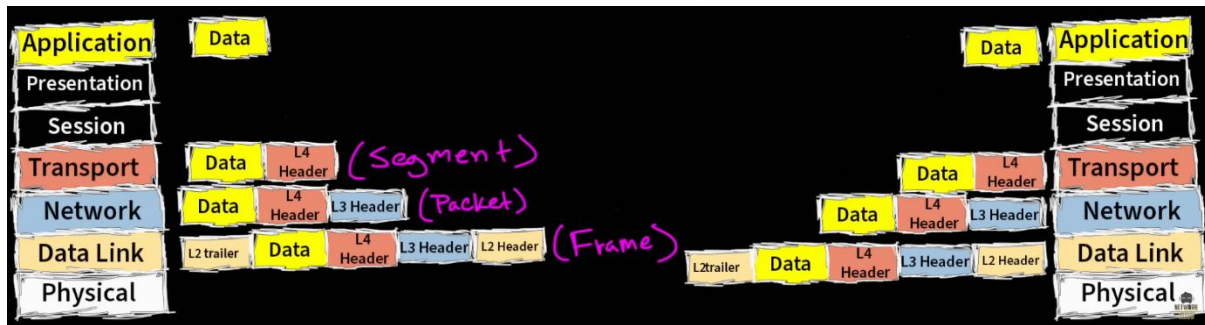 Application Data Data Application
Presentation Presentation
Session Session
Transport Data L4 Header (Segment) Data L4 Header Transport
Network Data L4 Header L3 Header (Packet) Data L4 Header L3 Header Network
Data Link L2 trailer Data L4 Header L3 Header L2 Header (Frame) L2trailer Data L4 Header L3 Header L2 Header Data Link
Physical Physical
NETWORK